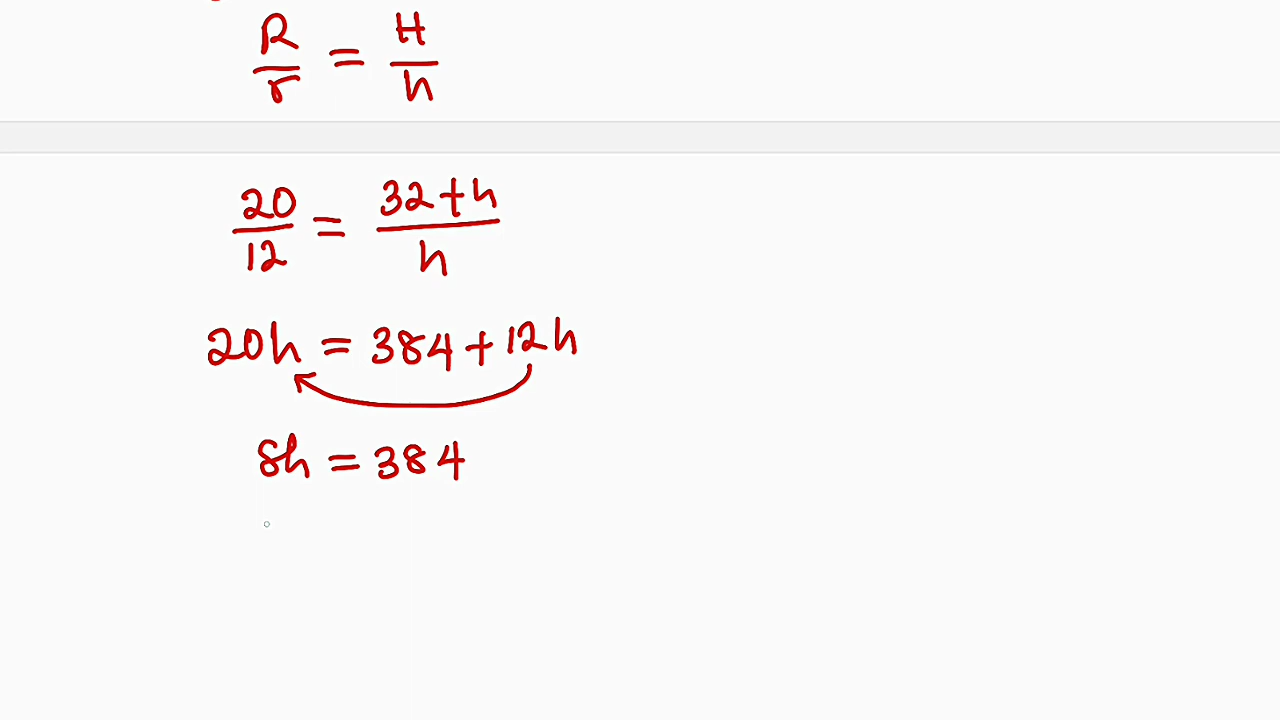 R/r = H/h
20/12 = 32+h/h
20h = 384+12h
8h = 384